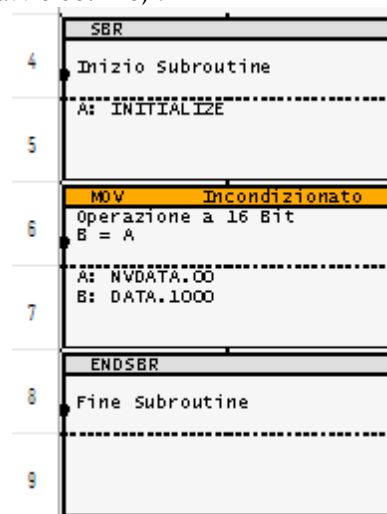 SBR
4
Inizio Subroutine
A: INITIALIZE
5
MOV Incondizionato
6
Operazione a 16 Bit
B = A
A: NVDATA.00
B: DATA.1000
7
ENDSBR
8
Fine Subroutine
9